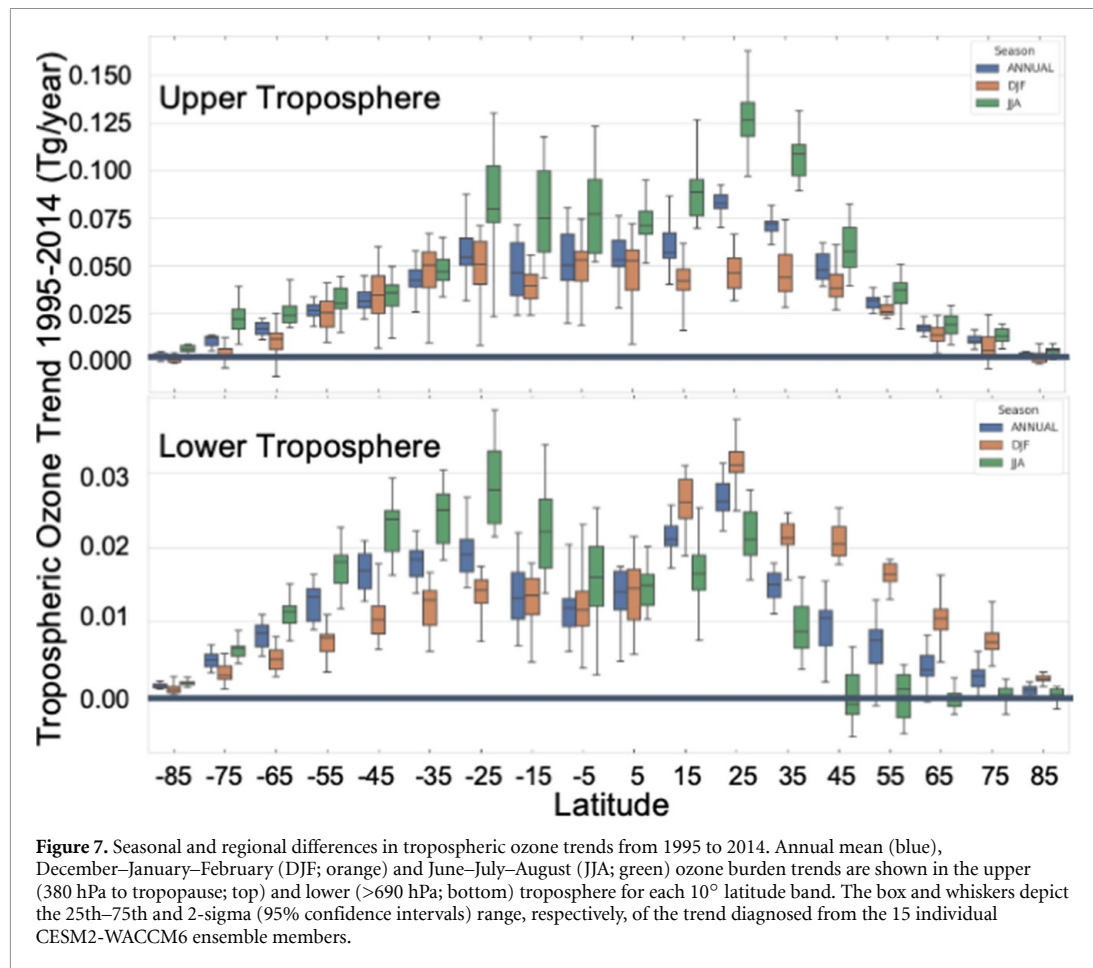 Tropospheric Ozone Trend 1995-2014 (Tg/year)
Upper Troposphere
0.150
0.125
0.100
0.075
0.050
0.025
0.000
Season
ANNUAL
DJF
JJA
Lower Troposphere
0.03
0.02
0.01
0.00
Season
ANNUAL
DJF
JJA
-85 -75 -65 -55 -45 -35 -25 -15 -5 5 15 25 35 45 55 65 75 85
Latitude
Figure 7. Seasonal and regional differences in tropospheric ozone trends from 1995 to 2014. Annual mean (blue),
December–January–February (DJF; orange) and June–July–August (JJA; green) ozone burden trends are shown in the upper
(380 hPa to tropopause; top) and lower (>690 hPa; bottom) troposphere for each 10° latitude band. The box and whiskers depict
the 25th–75th and 2-sigma (95% confidence intervals) range, respectively, of the trend diagnosed from the 15 individual
CESM2-WACCM6 ensemble members.